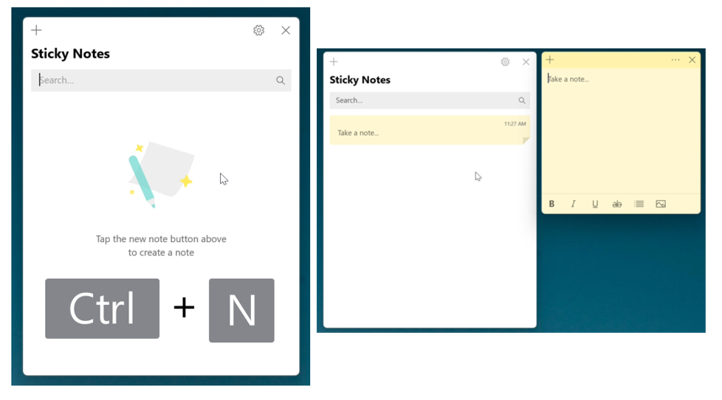 Sticky Notes
Search...
Tap the new note button above
to create a note
Ctrl + N
Sticky Notes
Search...
11:27 AM
Take a note...
Take a note...
B I U ab